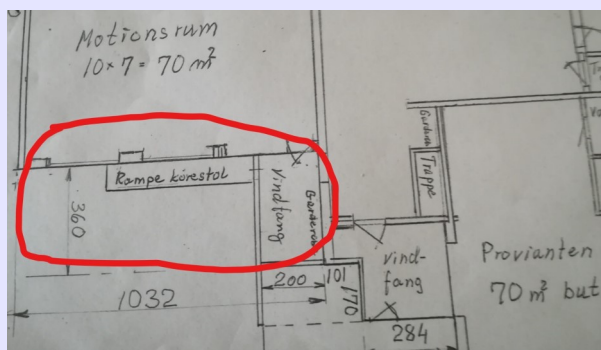 Motionsrum
10 × 7 = 70 m²
Rampe kørestol
Vindfang
Garderobe
Garderob
Trappe
360
1032
200
101
170
vind-
fang
284
Provianten
70 m² but